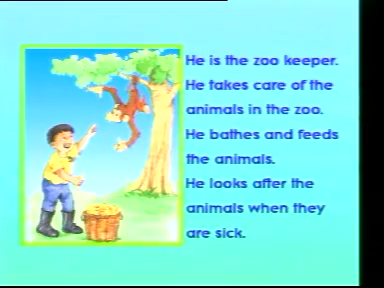 He is the zoo keeper.
He takes care of the
animals in the zoo.
He bathes and feeds
the animals.
He looks after the
animals when they
are sick.